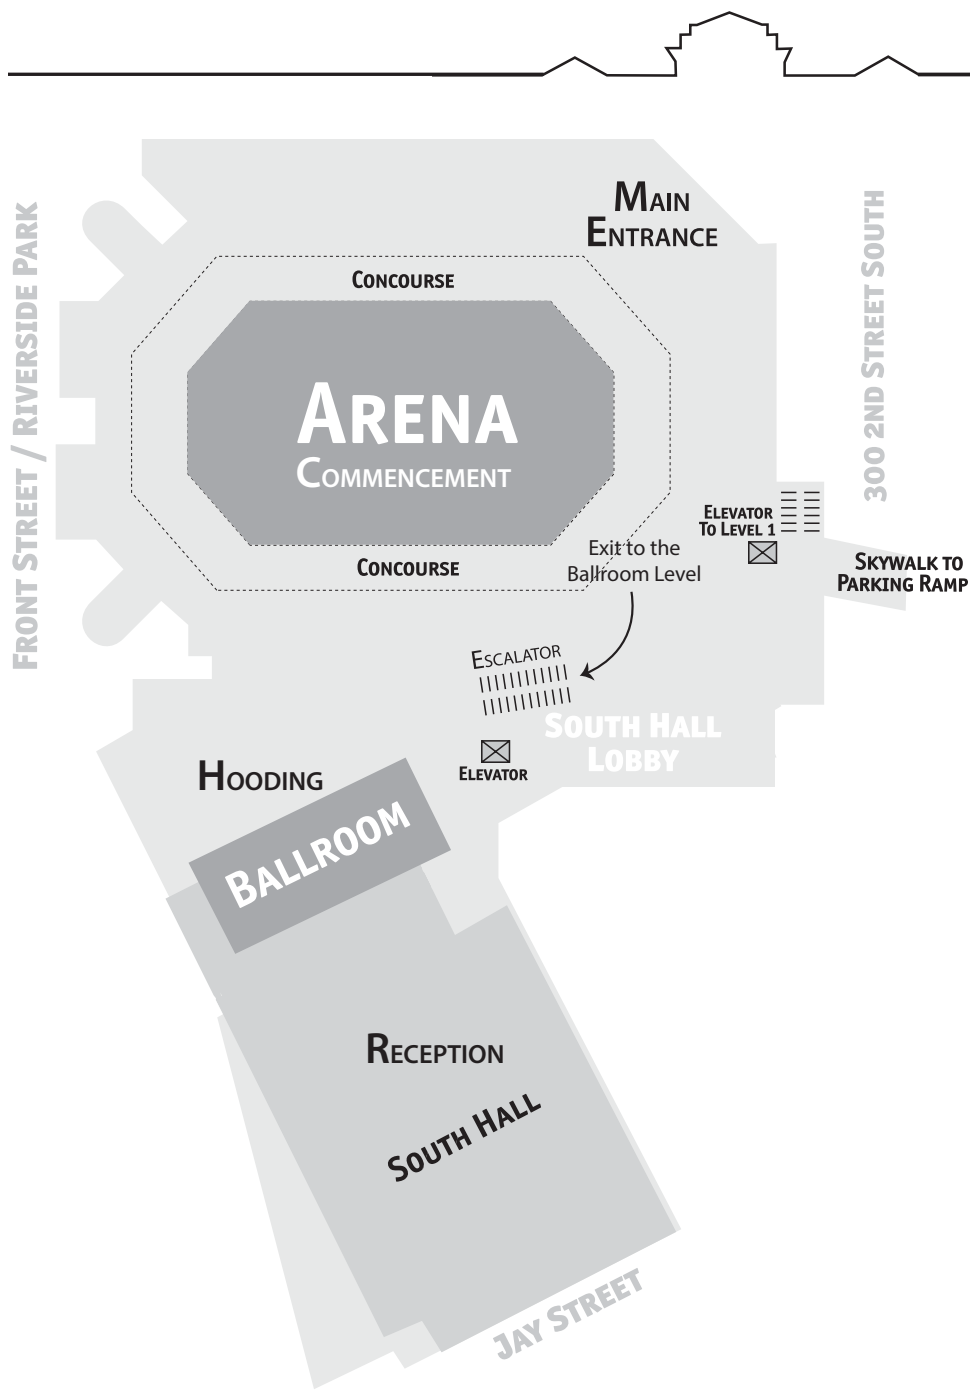 MAIN
ENTRANCE
FRONT STREET / RIVERSIDE PARK
300 2ND STREET SOUTH
CONCOURSE
ARENA
COMMENCEMENT
ELEVATOR
TO LEVEL 1
Exit to the
Ballroom Level
CONCOURSE
SKYWALK TO
PARKING RAMP
ESCALATOR
SOUTH HALL
LOBBY
ELEVATOR
HOODING
BALLROOM
RECEPTION
SOUTH HALL
JAY STREET